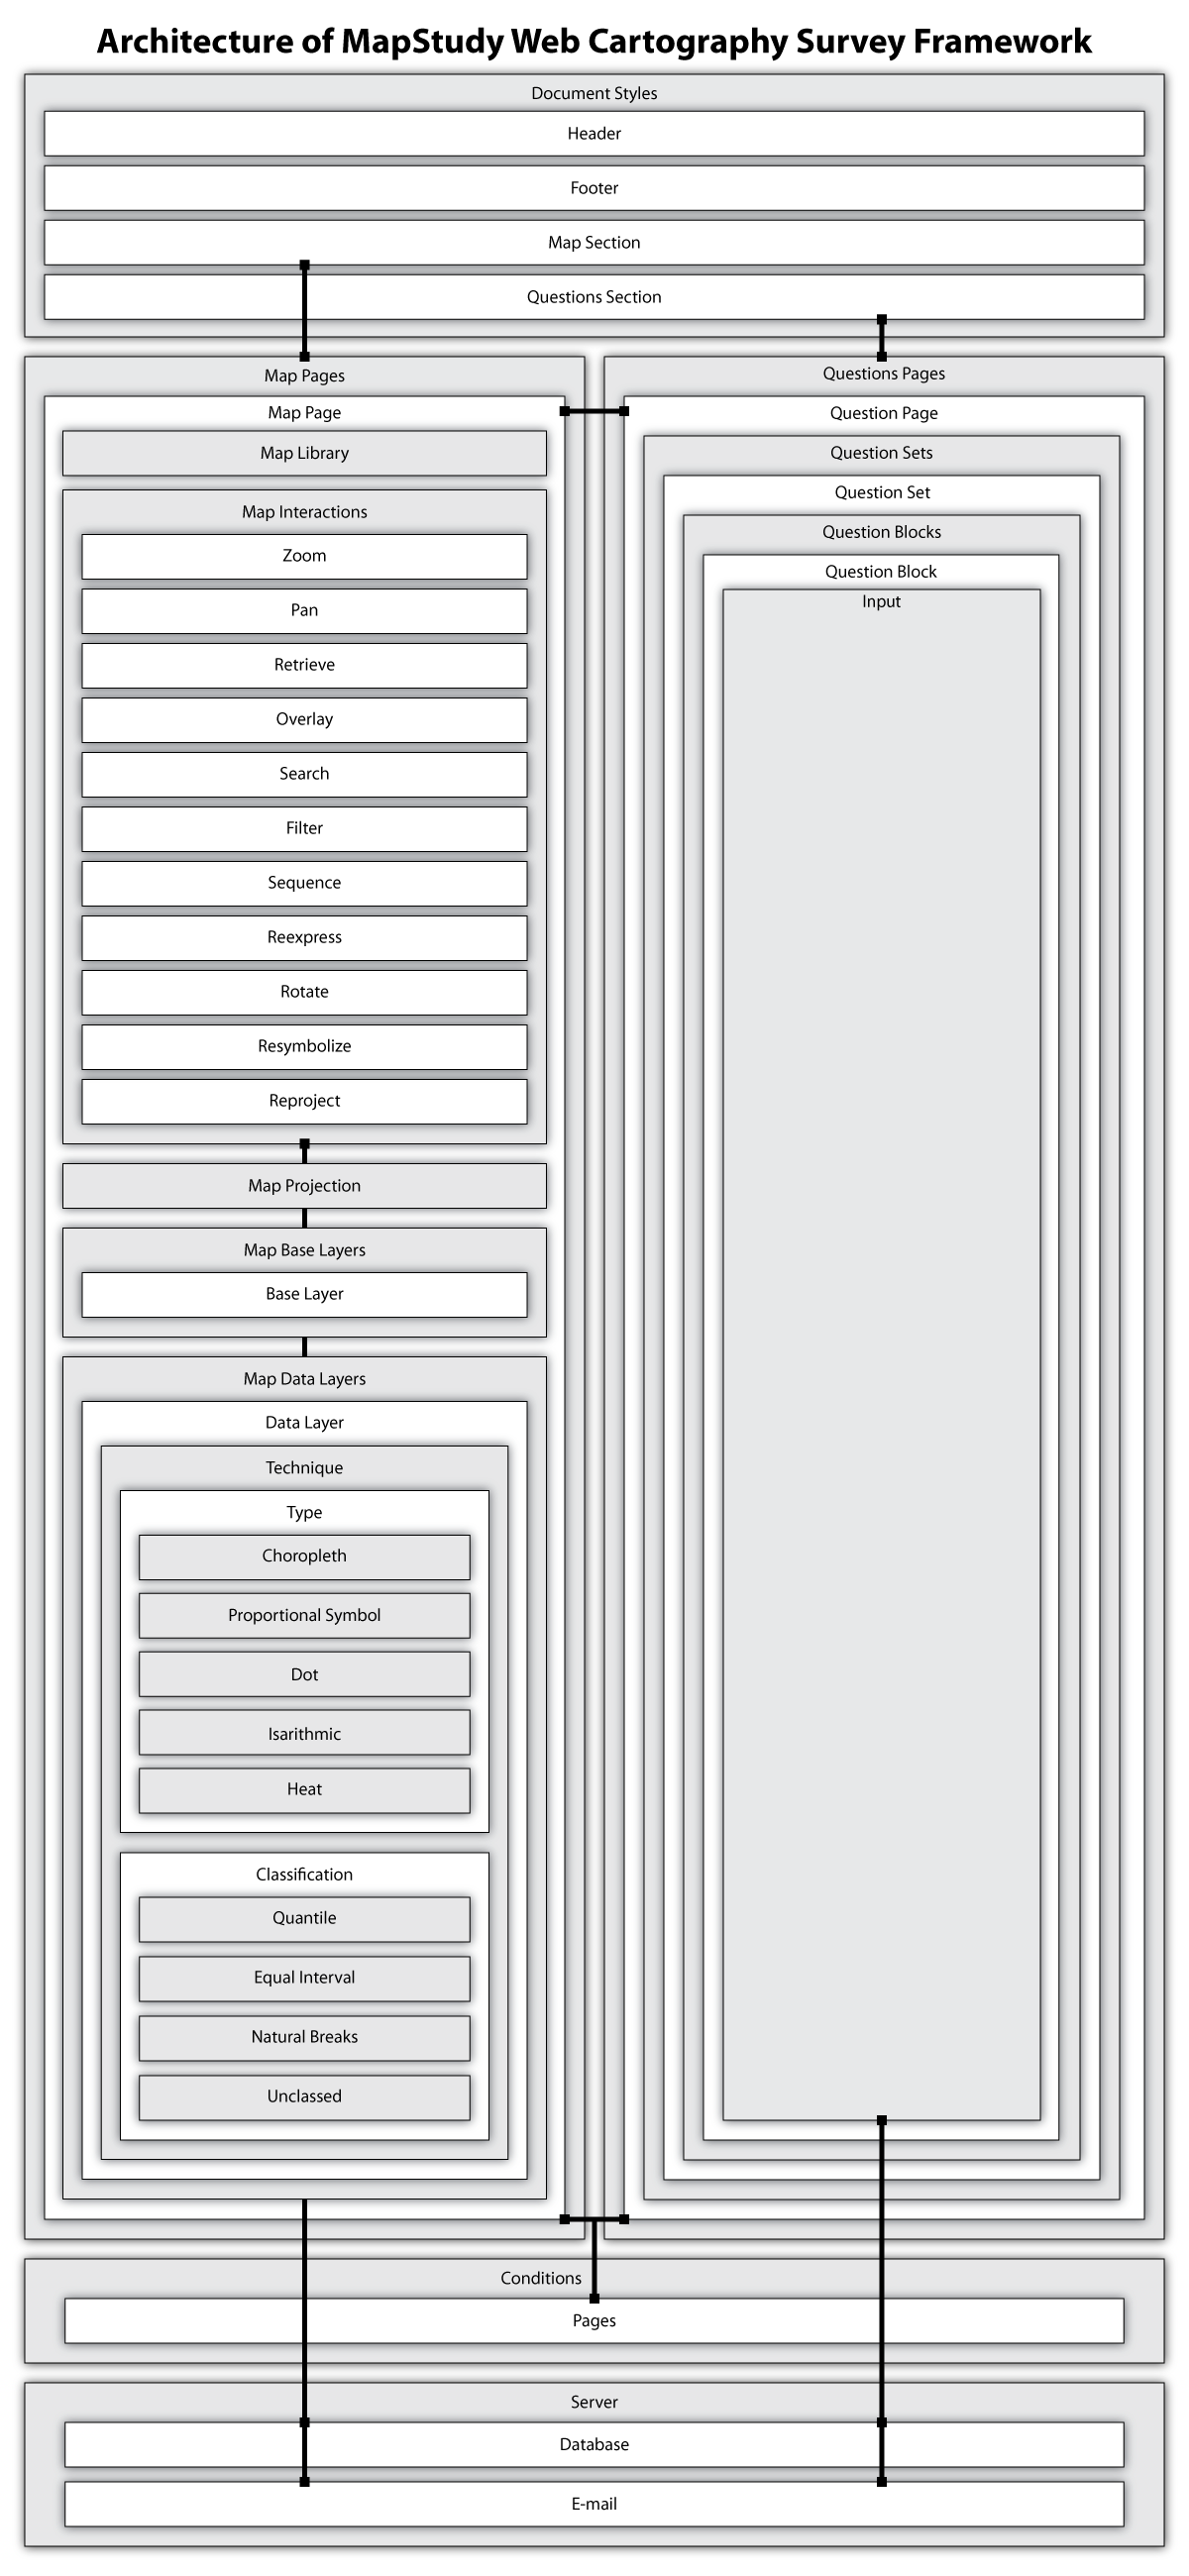 Architecture of MapStudy Web Cartography Survey Framework
Document Styles
Header
Footer
Map Section
Questions Section
Map Pages
Map Page
Map Library
Map Interactions
Zoom
Pan
Retrieve
Overlay
Search
Filter
Sequence
Reexpress
Rotate
Resymbolize
Reproject
Map Projection
Map Base Layers
Base Layer
Map Data Layers
Data Layer
Technique
Type
Choropleth
Proportional Symbol
Dot
Isarithmic
Heat
Classification
Quantile
Equal Interval
Natural Breaks
Unclassed
Questions Pages
Question Page
Question Sets
Question Set
Question Blocks
Question Block
Input
Conditions
Pages
Server
Database
E-mail